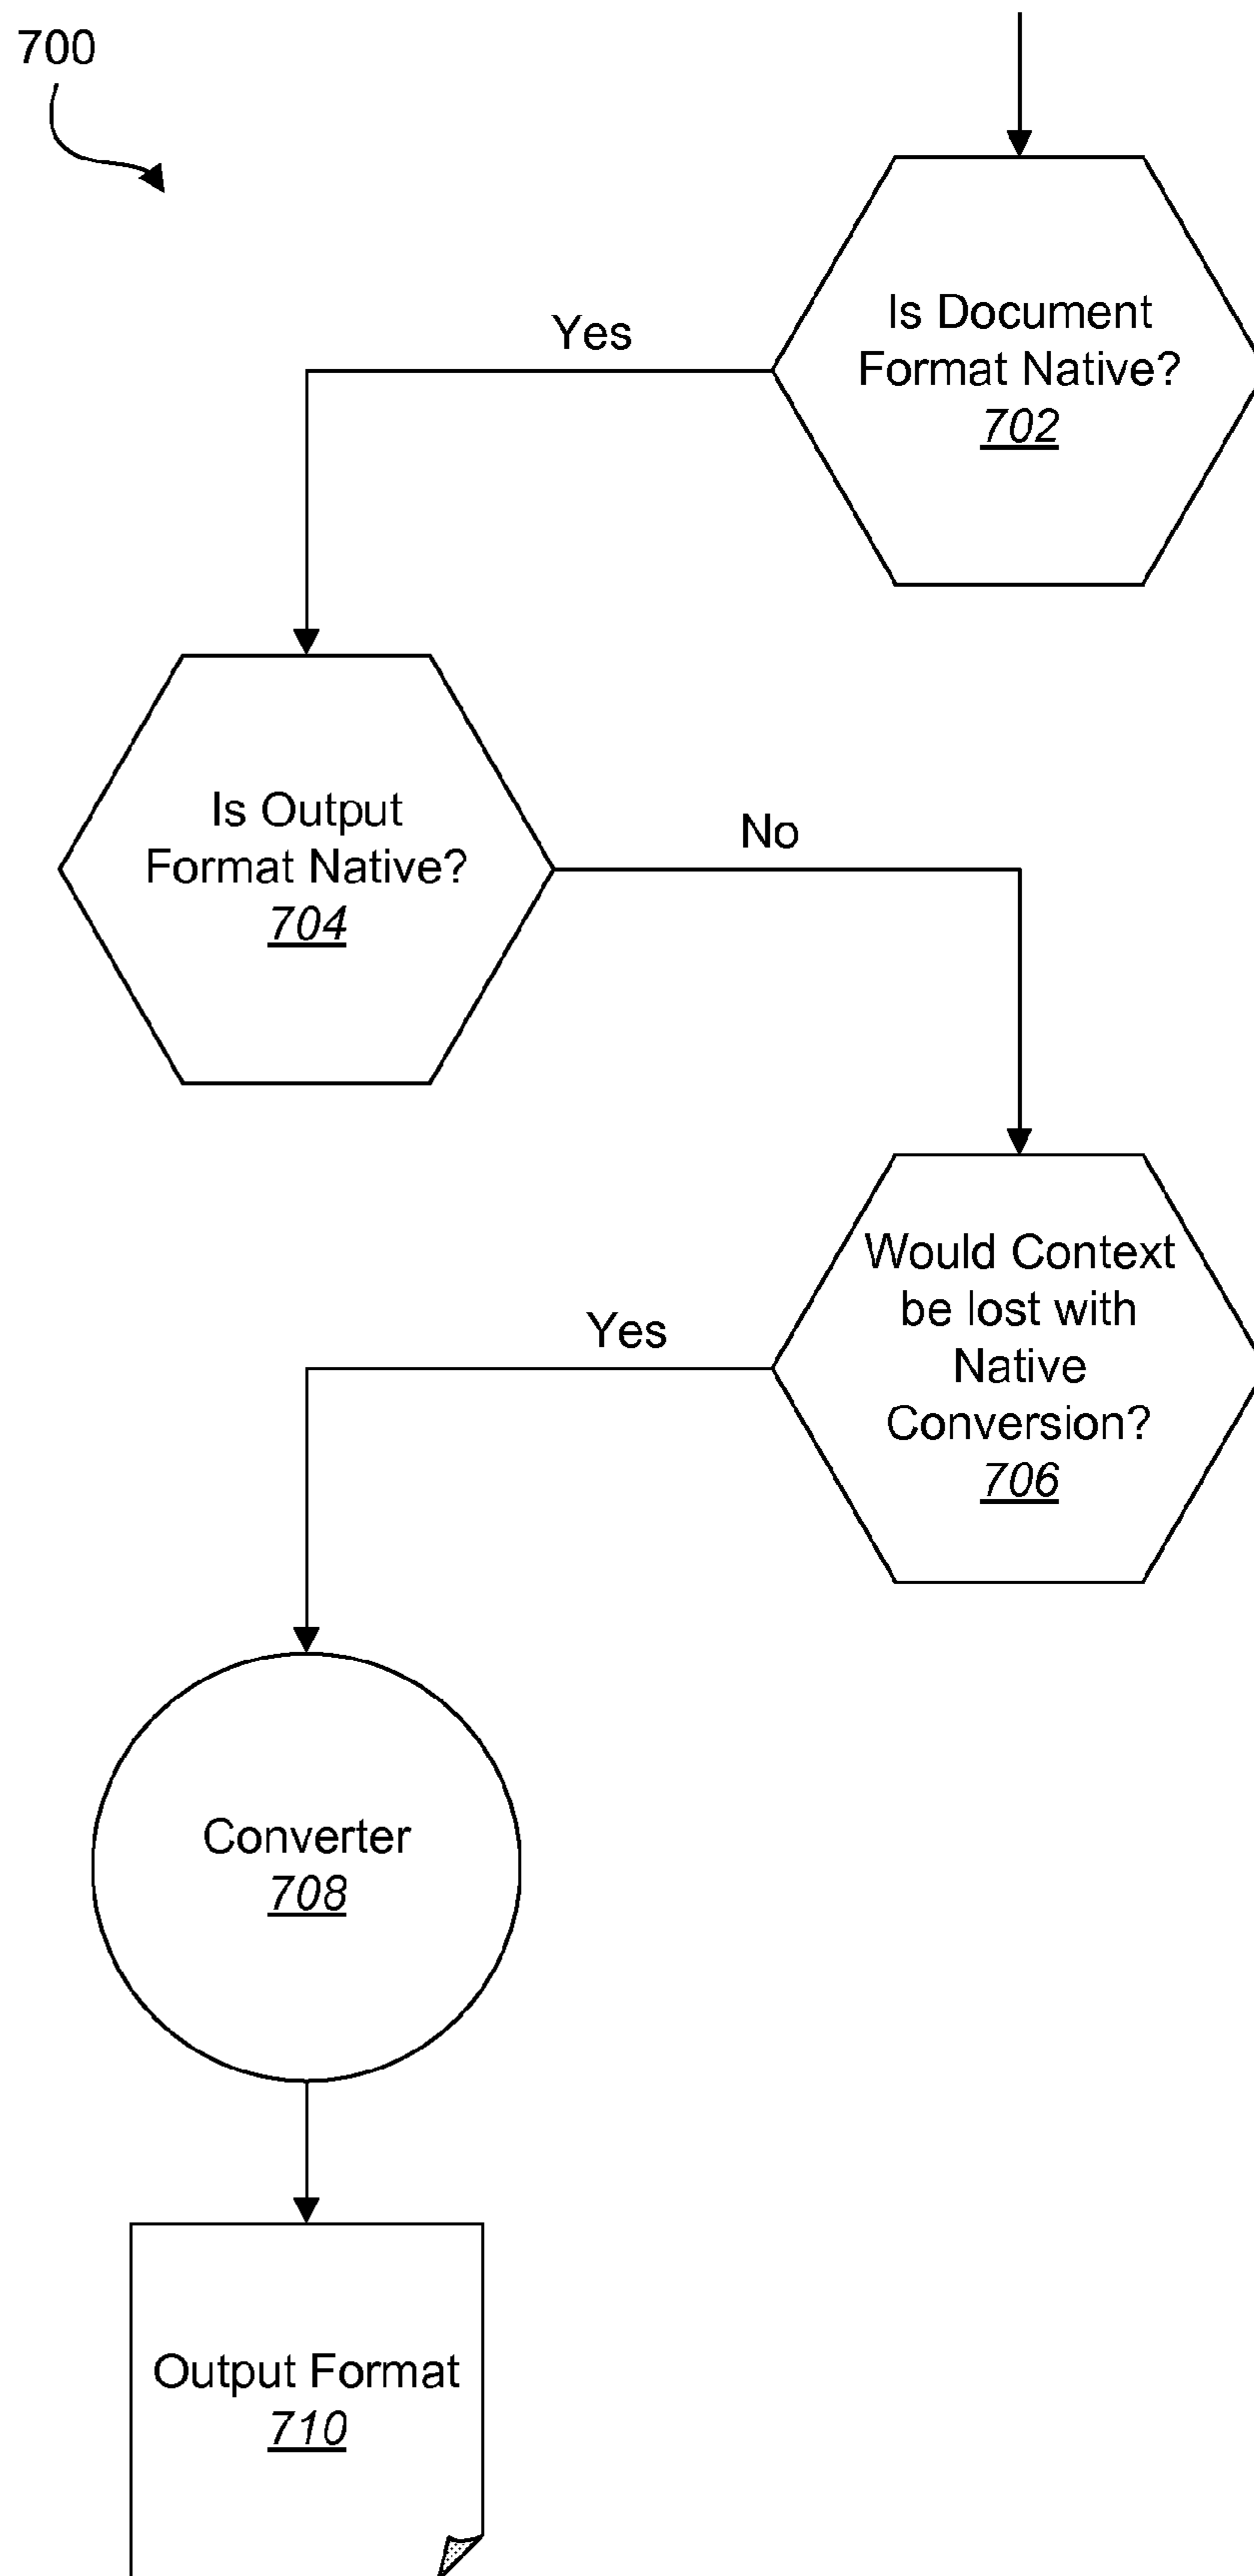 700
Is Document
Format Native?
702
Yes
Is Output
Format Native?
704
No
Would Context
be lost with
Native
Conversion?
706
Yes
Converter
708
Output Format
710